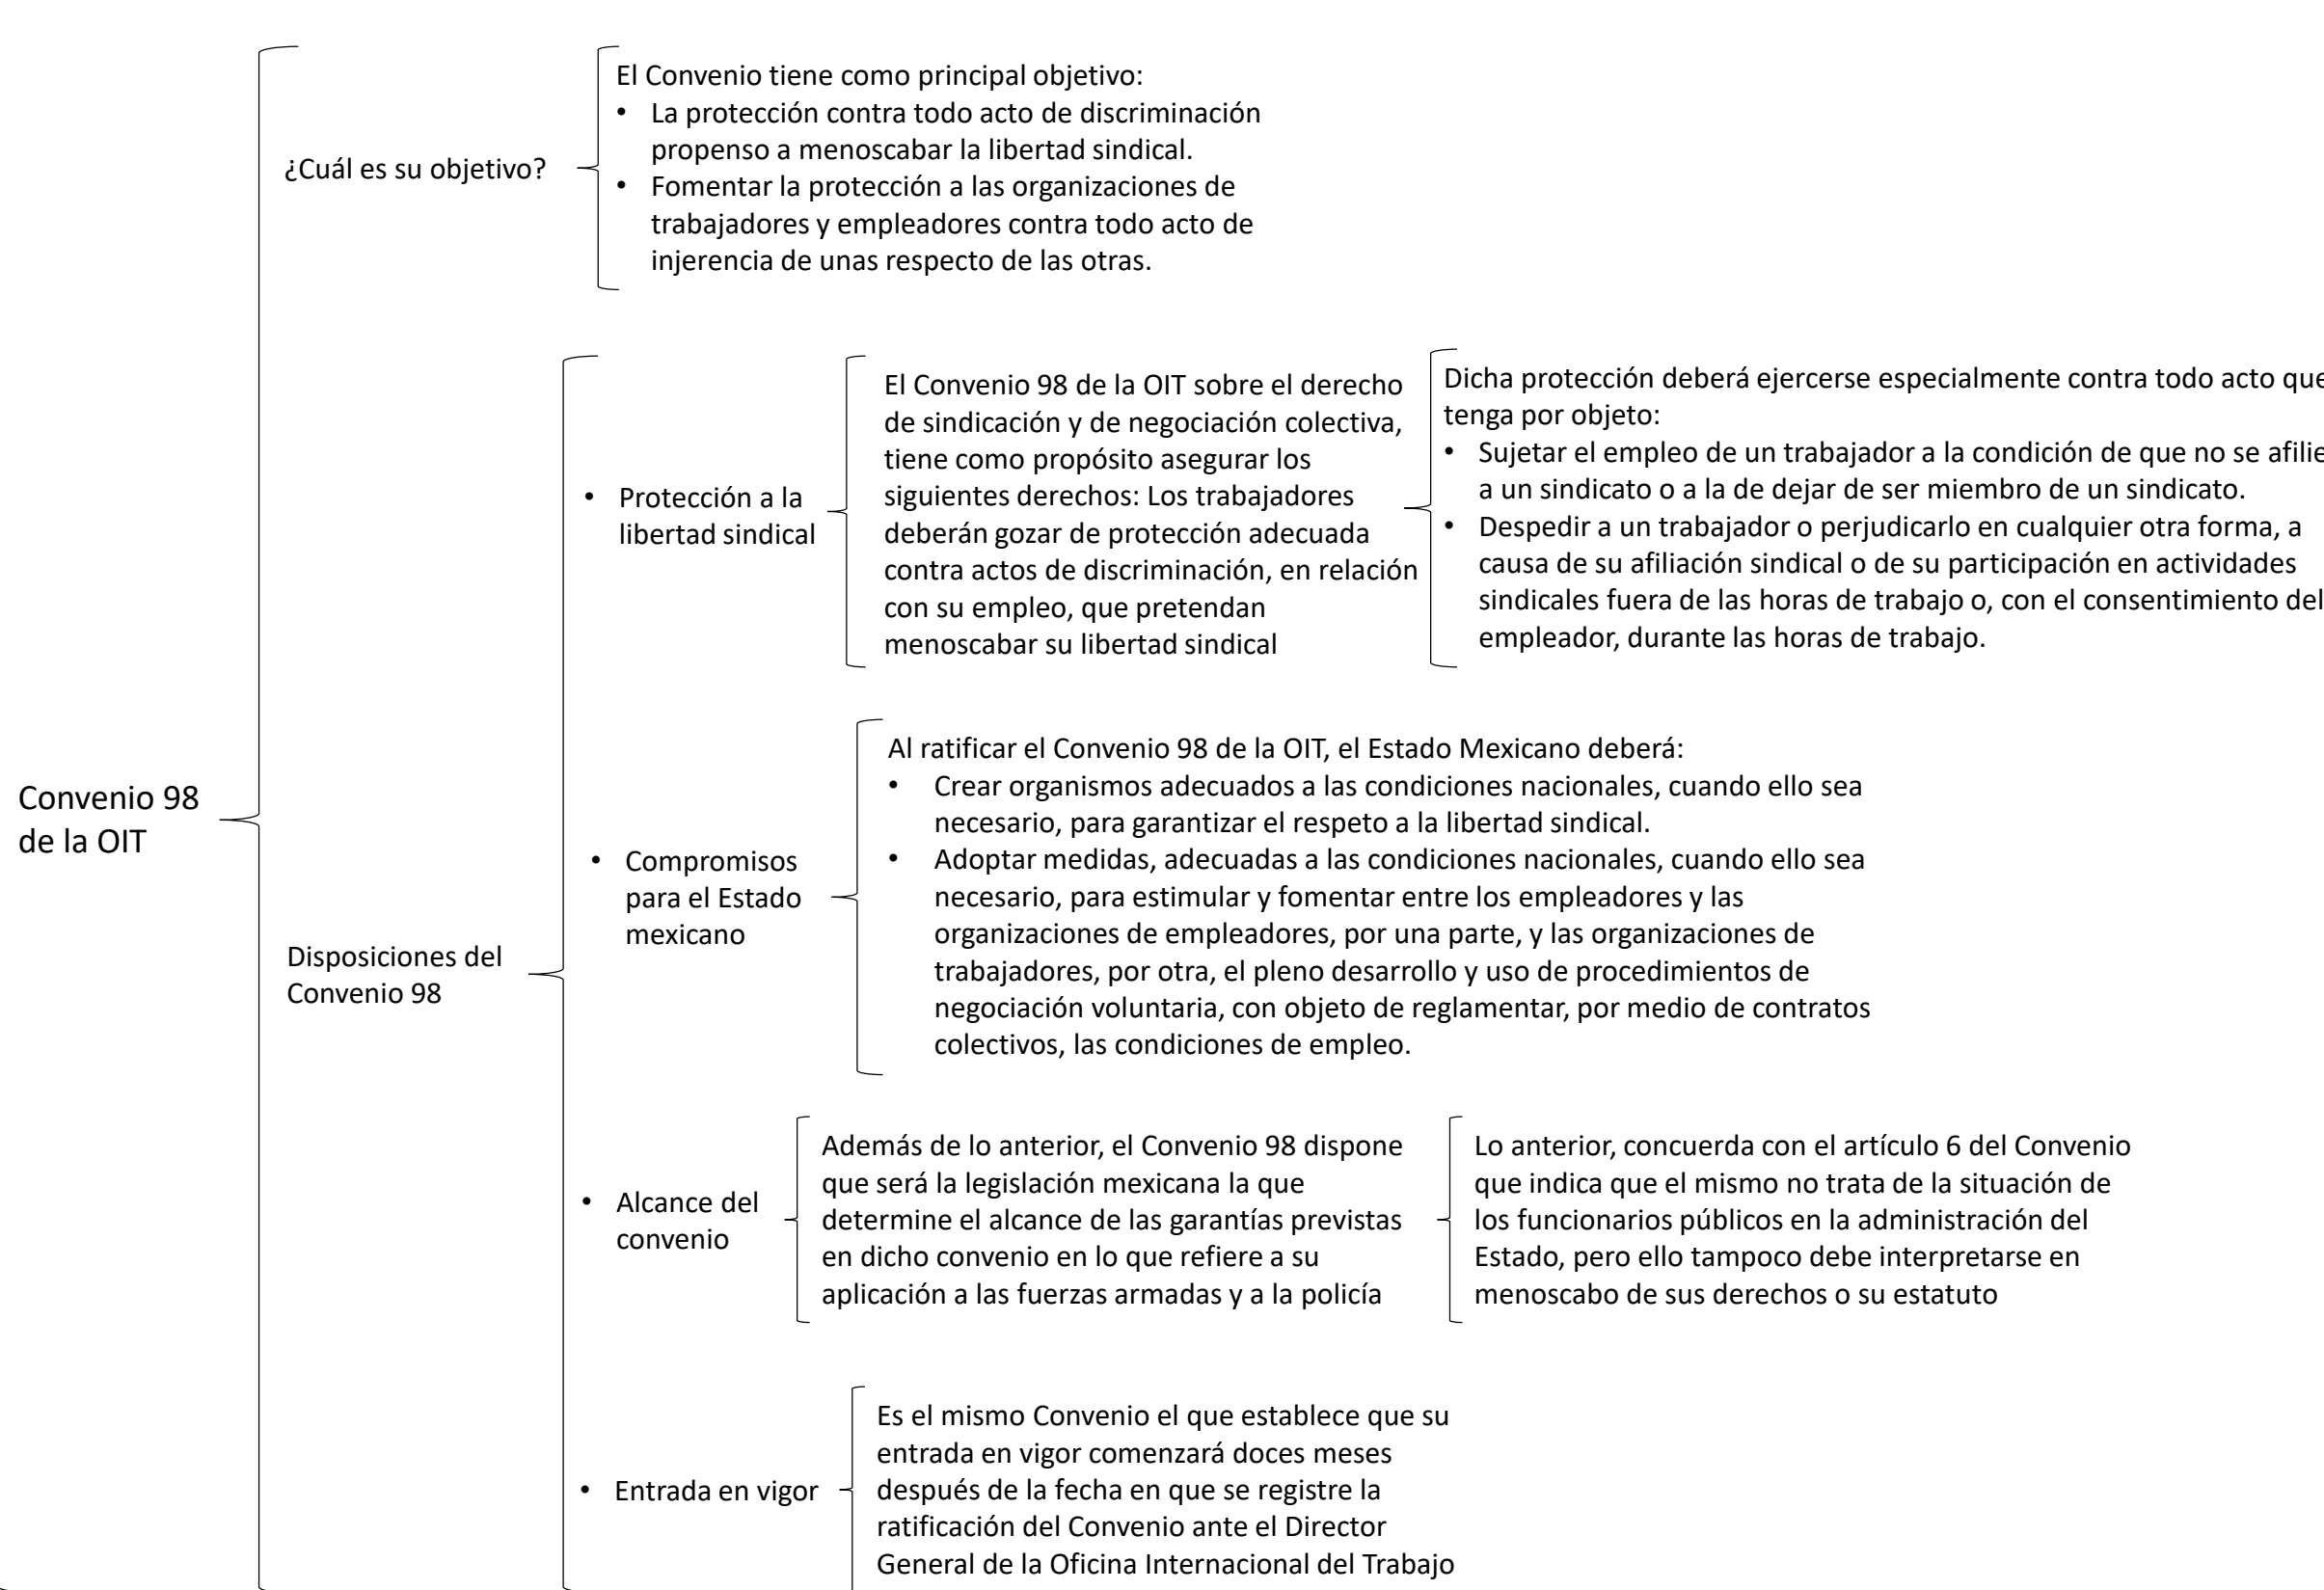 ¿Cuál es su objetivo?
El Convenio tiene como principal objetivo:
• La protección contra todo acto de discriminación
propenso a menoscabar la libertad sindical.
• Fomentar la protección a las organizaciones de
trabajadores y empleadores contra todo acto de
injerencia de unas respecto de las otras.
Convenio 98
de la OIT
Disposiciones del
Convenio 98
• Protección a la
libertad sindical
El Convenio 98 de la OIT sobre el derecho
de sindicación y de negociación colectiva,
tiene como propósito asegurar los
siguientes derechos: Los trabajadores
deberán gozar de protección adecuada
contra actos de discriminación, en relación
con su empleo, que pretendan
menoscabar su libertad sindical
Dicha protección deberá ejercerse especialmente contra todo acto que
tenga por objeto:
• Sujetar el empleo de un trabajador a la condición de que no se afilie
a un sindicato o a la de dejar de ser miembro de un sindicato.
• Despedir a un trabajador o perjudicarlo en cualquier otra forma, a
causa de su afiliación sindical o de su participación en actividades
sindicales fuera de las horas de trabajo o, con el consentimiento del
empleador, durante las horas de trabajo.
• Compromisos
para el Estado
mexicano
Al ratificar el Convenio 98 de la OIT, el Estado Mexicano deberá:
• Crear organismos adecuados a las condiciones nacionales, cuando ello sea
necesario, para garantizar el respeto a la libertad sindical.
• Adoptar medidas, adecuadas a las condiciones nacionales, cuando ello sea
necesario, para estimular y fomentar entre los empleadores y las
organizaciones de empleadores, por una parte, y las organizaciones de
trabajadores, por otra, el pleno desarrollo y uso de procedimientos de
negociación voluntaria, con objeto de reglamentar, por medio de contratos
colectivos, las condiciones de empleo.
• Alcance del
convenio
Además de lo anterior, el Convenio 98 dispone
que será la legislación mexicana la que
determine el alcance de las garantías previstas
en dicho convenio en lo que refiere a su
aplicación a las fuerzas armadas y a la policía
Lo anterior, concuerda con el artículo 6 del Convenio
que indica que el mismo no trata de la situación de
los funcionarios públicos en la administración del
Estado, pero ello tampoco debe interpretarse en
menoscabo de sus derechos o su estatuto
• Entrada en vigor
Es el mismo Convenio el que establece que su
entrada en vigor comenzará doces meses
después de la fecha en que se registre la
ratificación del Convenio ante el Director
General de la Oficina Internacional del Trabajo